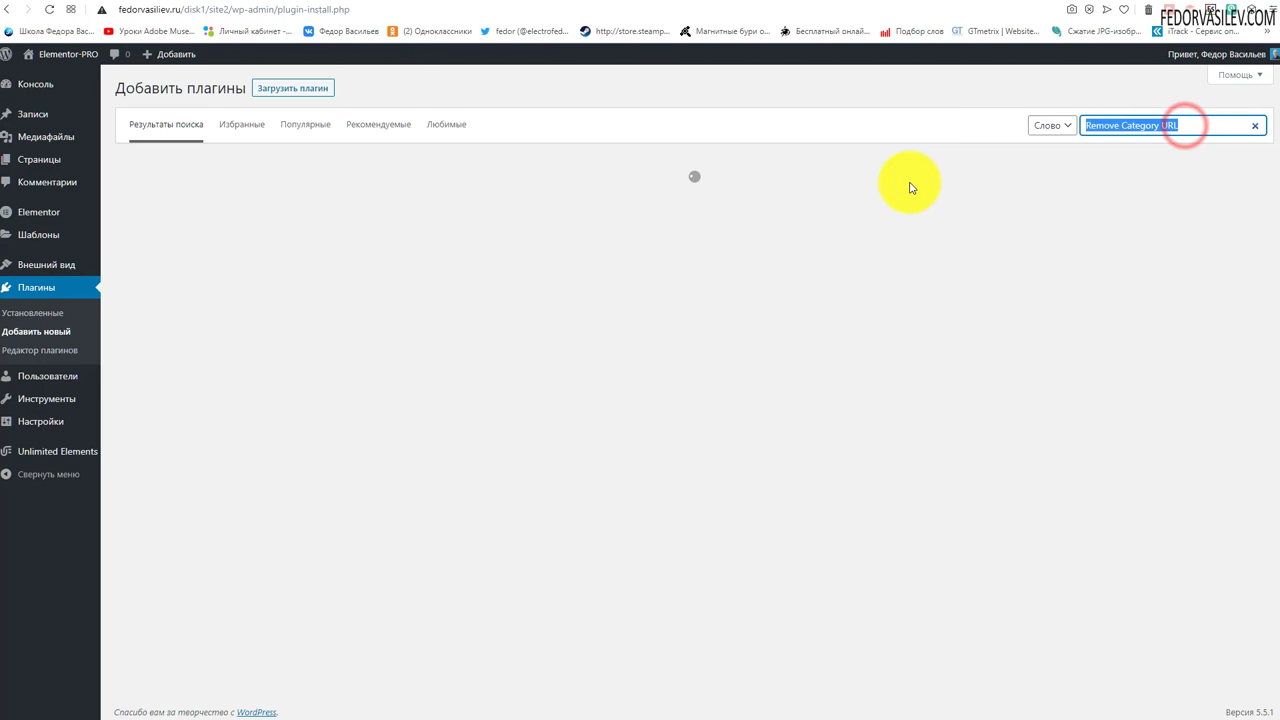 fedorvasiliev.ru/disk1/site2/wp-admin/plugin-install.php
FEDORVASILEV.COM
Школа Федора Вас...
Уроки Adobe Muse...
Личный кабинет -...
Федор Васильев
(2) Одноклассники
fedor (@electrofed...
http://store.steamp...
Магнитные бури о...
Бесплатный онлай...
Подбор слов
GTmetrix | Website...
Сжатие JPG-изобр...
iTrack - Сервис оп...
Elementor-PRO
0
Добавить
Привет, Федор Васильев
Помощь
Консоль
Записи
Медиафайлы
Страницы
Комментарии
Elementor
Шаблоны
Внешний вид
Плагины
Установленные
Добавить новый
Редактор плагинов
Пользователи
Инструменты
Настройки
Unlimited Elements
Свернуть меню
Добавить плагины
Загрузить плагин
Результаты поиска
Избранные
Популярные
Рекомендуемые
Любимые
Слово
Remove Category URL
Спасибо вам за творчество с WordPress.
Версия 5.5.1